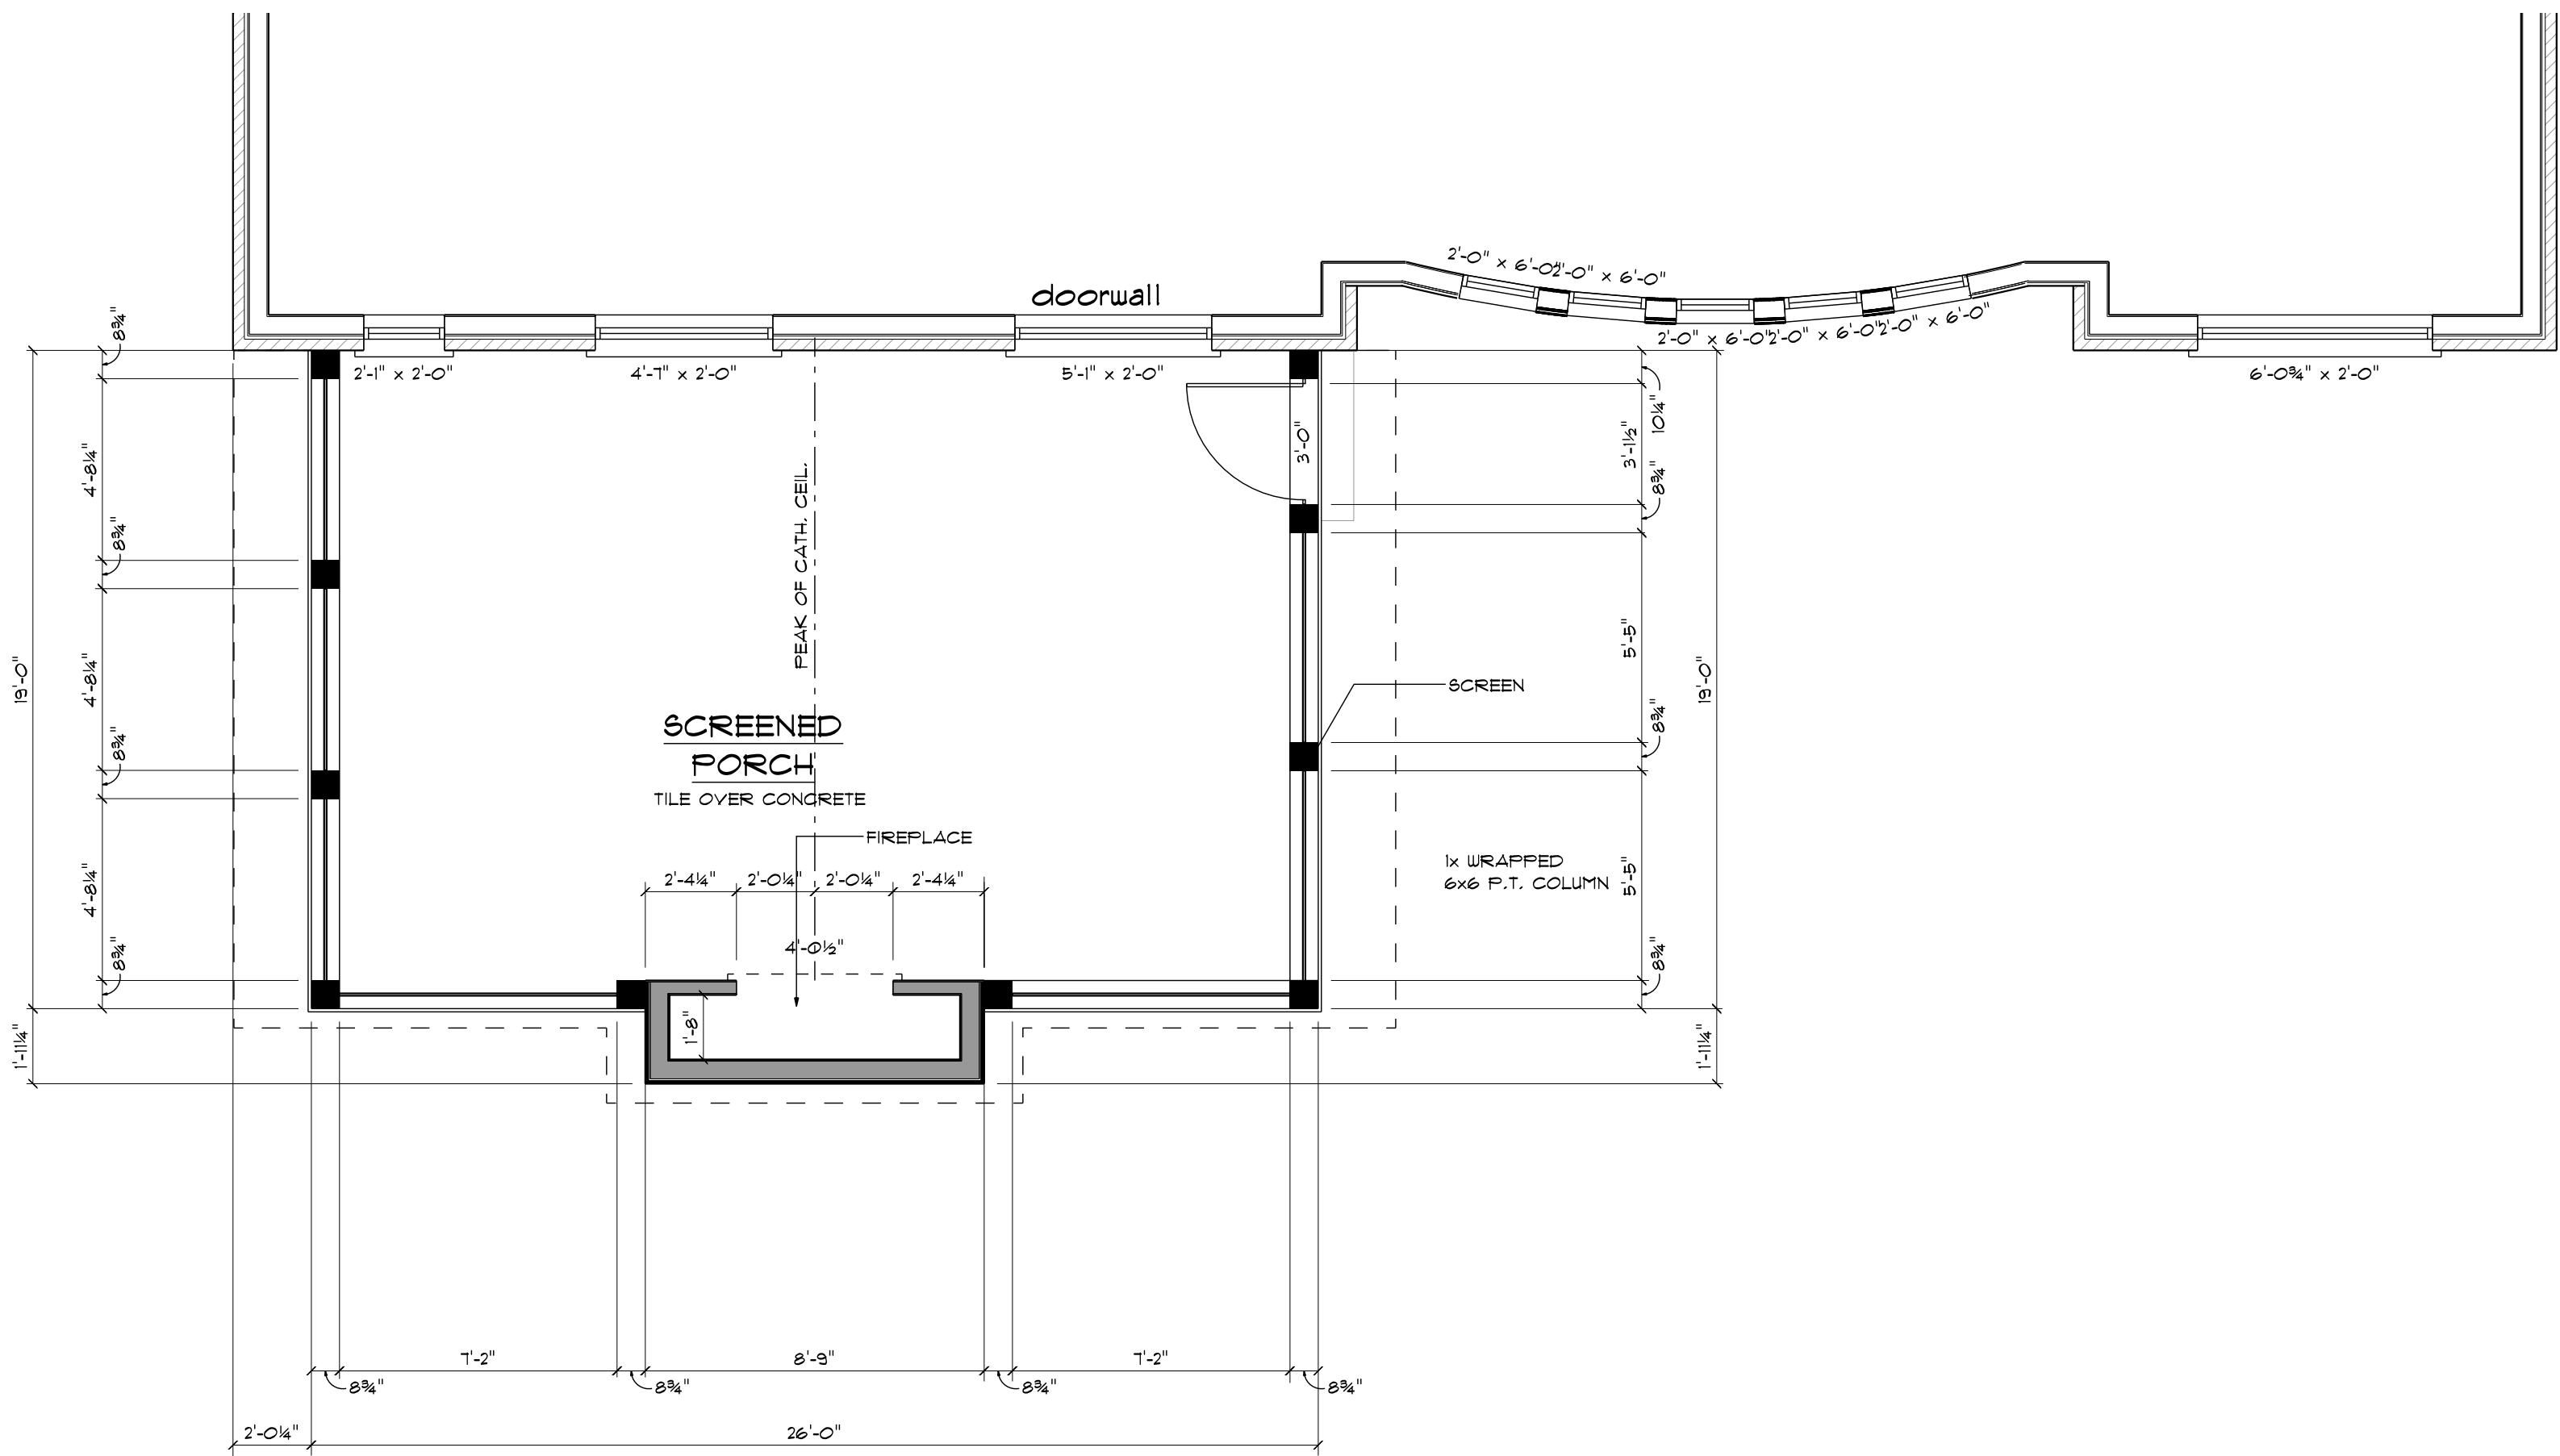 2'-0" x 6'-0"
2'-0" x 6'-0"
doorwall
2'-0" x 6'-0"
2'-0" x 6'-0"
2'-0" x 6'-0"
2'-1" x 2'-0"
4'-7" x 2'-0"
5'-1" x 2'-0"
6'-0¾" x 2'-0"
8¾"
4'-8¼"
8¾"
4'-8¼"
8¾"
4'-8¼"
8¾"
19'-0"
1'-11¼"
PEAK OF CATH. CEIL.
3'-0"
10¼"
3'-1½"
8¾"
5'-5"
8¾"
5'-5"
8¾"
19'-0"
1'-11¼"
SCREEN
SCREENED
PORCH
TILE OVER CONCRETE
FIREPLACE
1x WRAPPED
6x6 P.T. COLUMN
2'-4¼"
2'-0¼"
2'-0¼"
2'-4¼"
4'-0½"
1'-8"
7'-2"
8'-9"
7'-2"
8¾"
8¾"
8¾"
8¾"
2'-0¼"
26'-0"